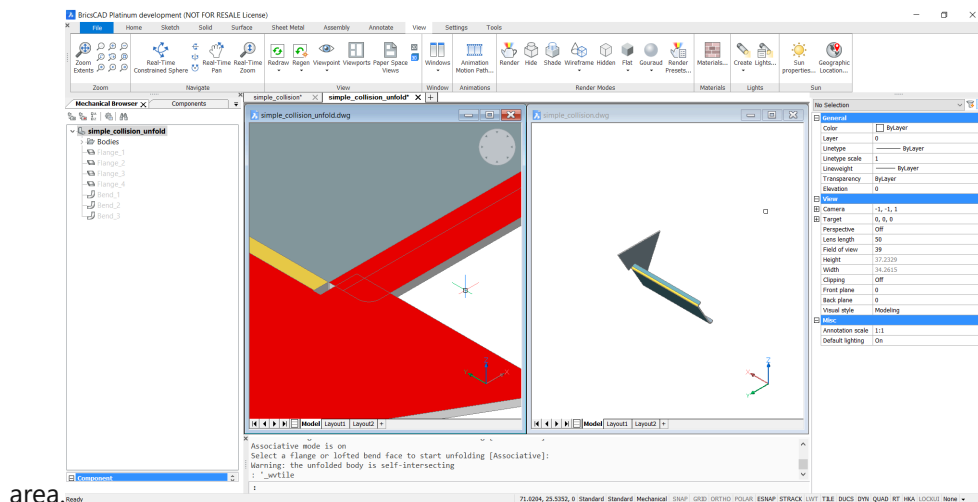 BricsCAD Platinum development (NOT FOR RESALE License)
File Home Sketch Solid Surface Sheet Metal Assembly Annotate View Settings Tools
Zoom Extents
Real-Time Constrained Sphere
Real-Time Pan
Real-Time Zoom
Redraw
Regen
Viewpoint
Viewports
Paper Space Views
Windows
Animation Motion Path...
Render
Hide
Shade
Wireframe
Hidden
Flat
Gouraud
Render Presets...
Materials...
Create Lights...
Sun properties...
Geographic Location...
Zoom Navigate View Window Animations Render Modes Materials Lights Sun
simple_collision* X simple_collision_unfold* X +
Mechanical Browser X Components
simple_collision_unfold
Bodies
Flange_1
Flange_2
Flange_3
Flange_4
Bend_1
Bend_2
Bend_3
Component
simple_collision_unfold.dwg
X Y Z
Model Layout1 Layout2 +
simple_collision.dwg
X Y Z
Model Layout1 Layout2 +
No Selection
General
Color ByLayer
Layer 0
Linetype ByLayer
Linetype scale 1
Lineweight ByLayer
Transparency ByLayer
Elevation 0
View
Camera -1, -1, 1
Target 0, 0, 0
Perspective Off
Lens length 50
Field of view 39
Height 37.2329
Width 34.2615
Clipping Off
Front plane 0
Back plane 0
Visual style Modeling
Misc
Annotation scale 1:1
Default lighting On
Associative mode is on
Select a flange or lofted bend face to start unfolding [Associative]:
Warning: the unfolded body is self-intersecting
: '_wvtile
:
Ready
71.0204, 25.5352, 0 Standard Standard Mechanical SNAP GRID ORTHO POLAR ESNAP STRACK LWT TILE DUCS DYN QUAD RT HKA LOCKUI None
area.